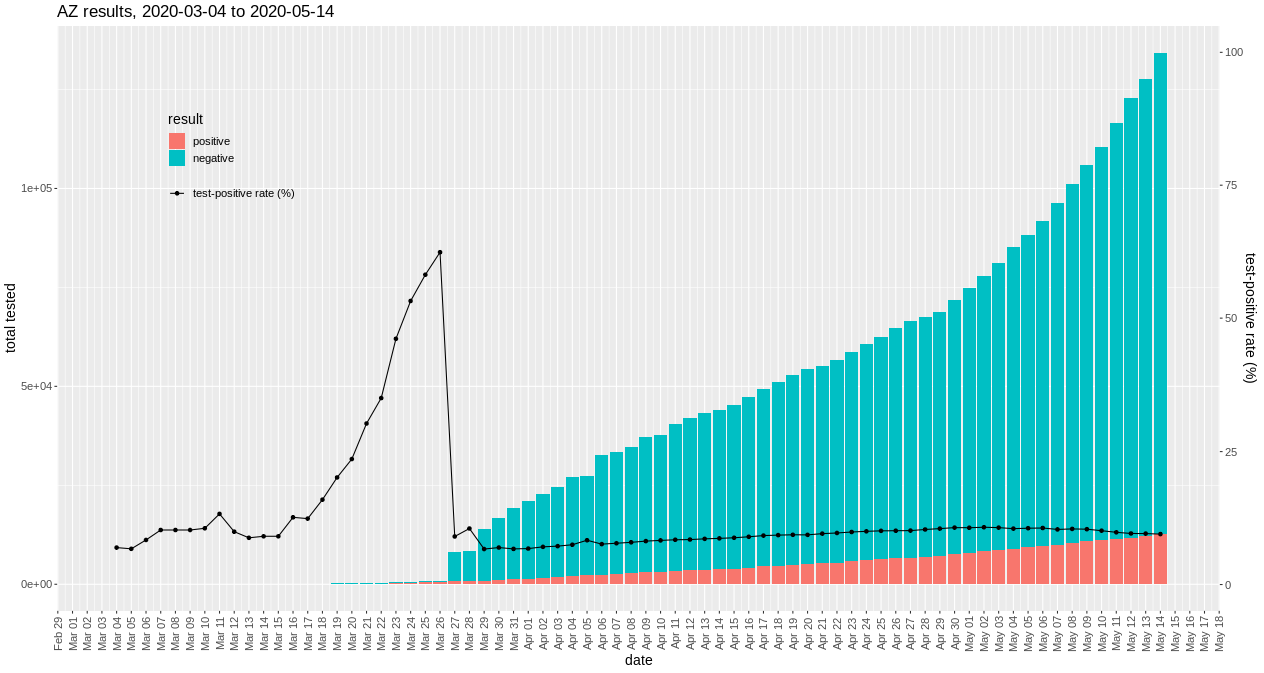 AZ results, 2020-03-04 to 2020-05-14
result
positive
negative
test-positive rate (%)
total tested
1e+05
5e+04
0e+00
100
75
50
25
0
test-positive rate (%)
Feb 29
Mar 01
Mar 02
Mar 03
Mar 04
Mar 05
Mar 06
Mar 07
Mar 08
Mar 09
Mar 10
Mar 11
Mar 12
Mar 13
Mar 14
Mar 15
Mar 16
Mar 17
Mar 18
Mar 19
Mar 20
Mar 21
Mar 22
Mar 23
Mar 24
Mar 25
Mar 26
Mar 27
Mar 28
Mar 29
Mar 30
Mar 31
Apr 01
Apr 02
Apr 03
Apr 04
Apr 05
Apr 06
Apr 07
Apr 08
Apr 09
Apr 10
Apr 11
Apr 12
Apr 13
Apr 14
Apr 15
Apr 16
Apr 17
Apr 18
Apr 19
Apr 20
Apr 21
Apr 22
Apr 23
Apr 24
Apr 25
Apr 26
Apr 27
Apr 28
Apr 29
Apr 30
May 01
May 02
May 03
May 04
May 05
May 06
May 07
May 08
May 09
May 10
May 11
May 12
May 13
May 14
May 15
May 16
May 17
May 18
date